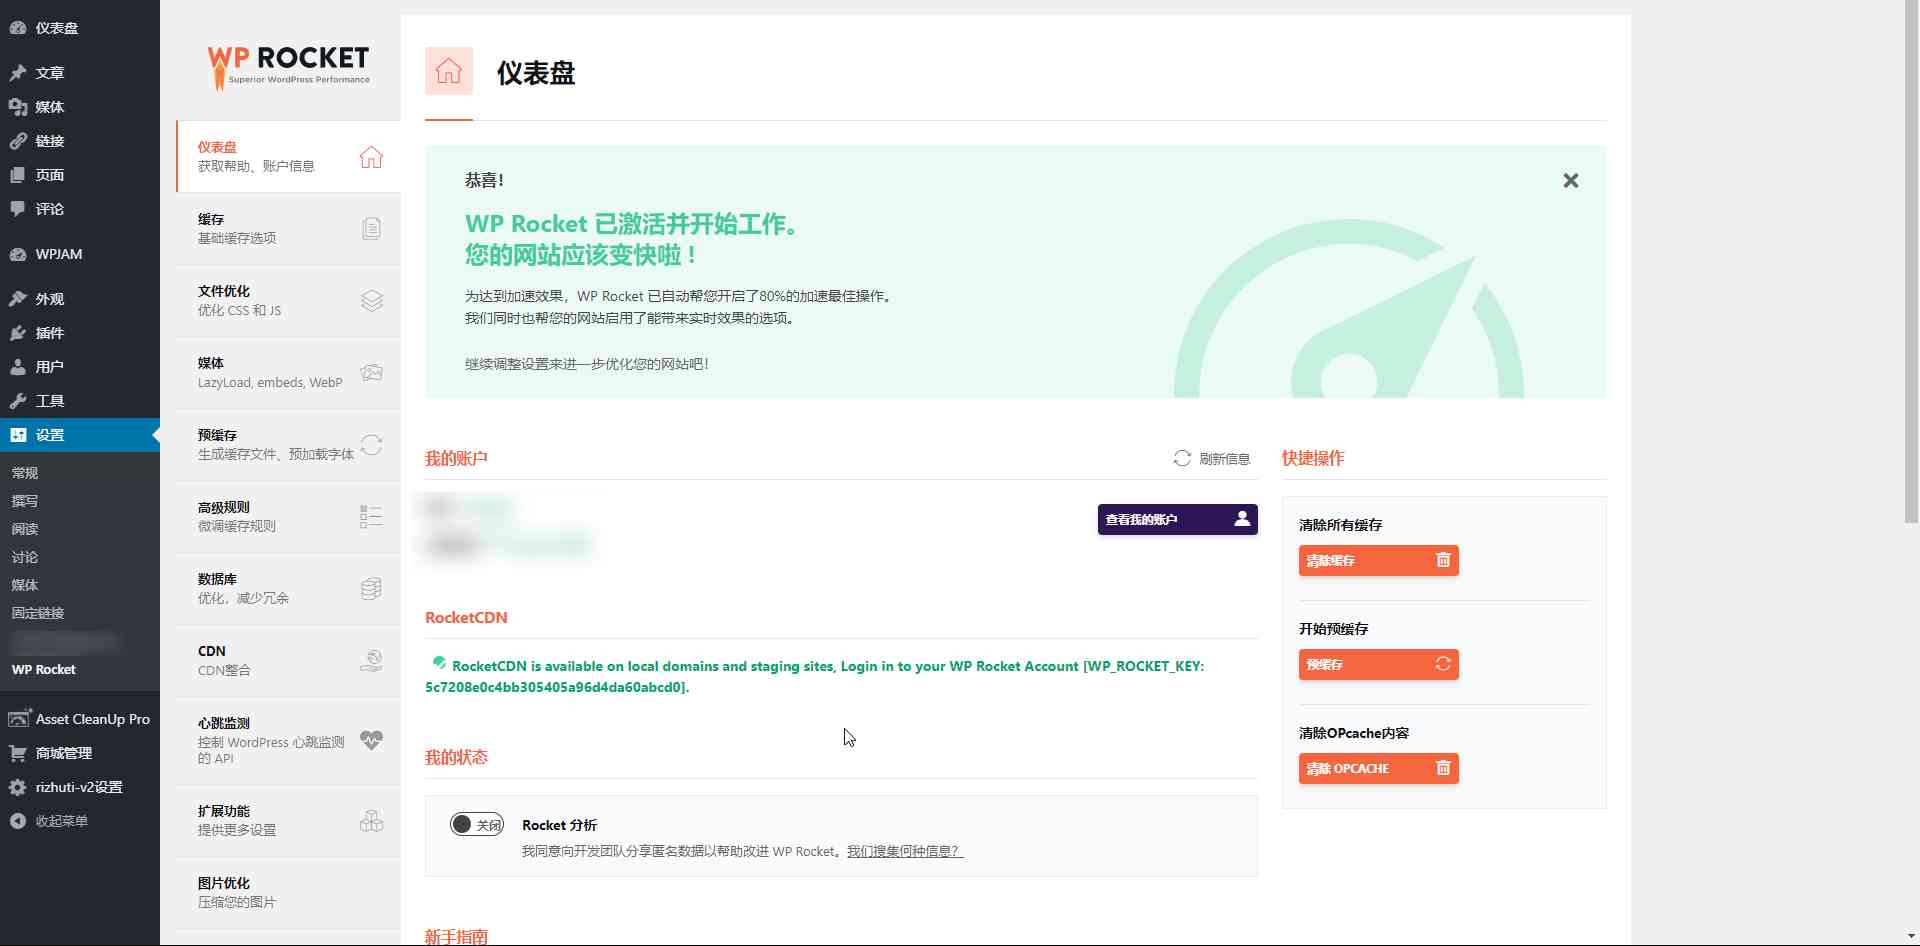 仪表盘
文章
媒体
链接
页面
评论
WPJAM
外观
插件
用户
工具
设置
常规
撰写
阅读
讨论
媒体
固定链接
WP Rocket
Asset CleanUp Pro
商城管理
rizhuti-v2设置
收起菜单
WP ROCKET
Superior WordPress Performance
仪表盘
获取帮助、账户信息
缓存
基础缓存选项
文件优化
优化 CSS 和 JS
媒体
LazyLoad, embeds, WebP
预缓存
生成缓存文件、预加载字体
高级规则
微调缓存规则
数据库
优化，减少冗余
CDN
CDN整合
心跳监测
控制 WordPress 心跳监测
的 API
扩展功能
提供更多设置
图片优化
压缩您的图片
仪表盘
恭喜！
WP Rocket 已激活并开始工作。
您的网站应该变快啦！
为达到加速效果，WP Rocket 已自动帮您开启了80%的加速最佳操作。
我们同时也帮您的网站启用了能带来实时效果的选项。
继续调整设置来进一步优化您的网站吧！
我的账户
刷新信息
查看我的账户
RocketCDN
RocketCDN is available on local domains and staging sites, Login in to your WP Rocket Account [WP_ROCKET_KEY:
5c7208e0c4bb305405a96d4da60abcd0].
我的状态
关闭
Rocket 分析
我同意向开发团队分享匿名数据以帮助改进 WP Rocket。我们搜集何种信息？
新手指南
快捷操作
清除所有缓存
清除缓存
开始预缓存
预缓存
清除OPcache内容
清除 OPCACHE